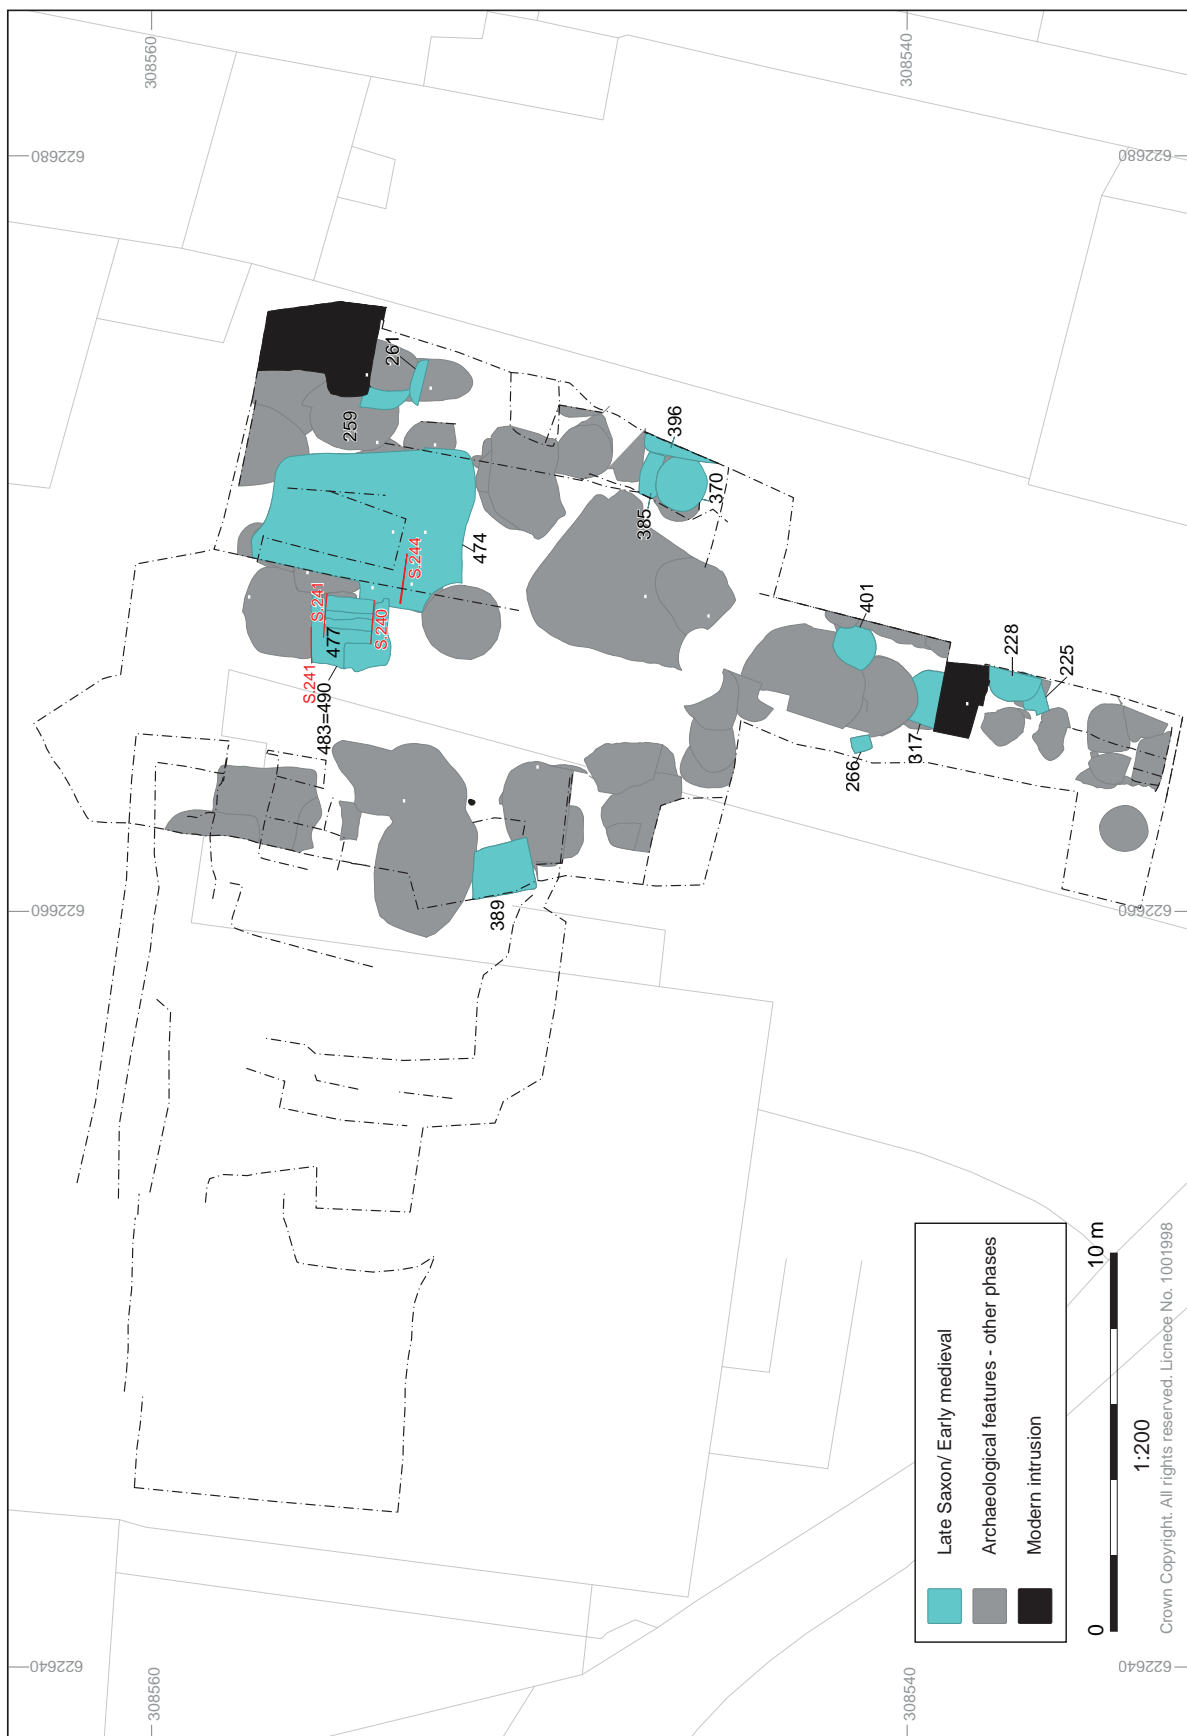 308560
308540
622680
622680
261
259
396
385
370
474
S.244
S.241
S.240
477
S.241
483=490
401
228
225
317
266
389
622660
622660
Late Saxon/ Early medieval
Archaeological features - other phases
Modern intrusion
0
10 m
1:200
Crown Copyright. All rights reserved. Licnece No. 1001998
622640
622640
308560
308540